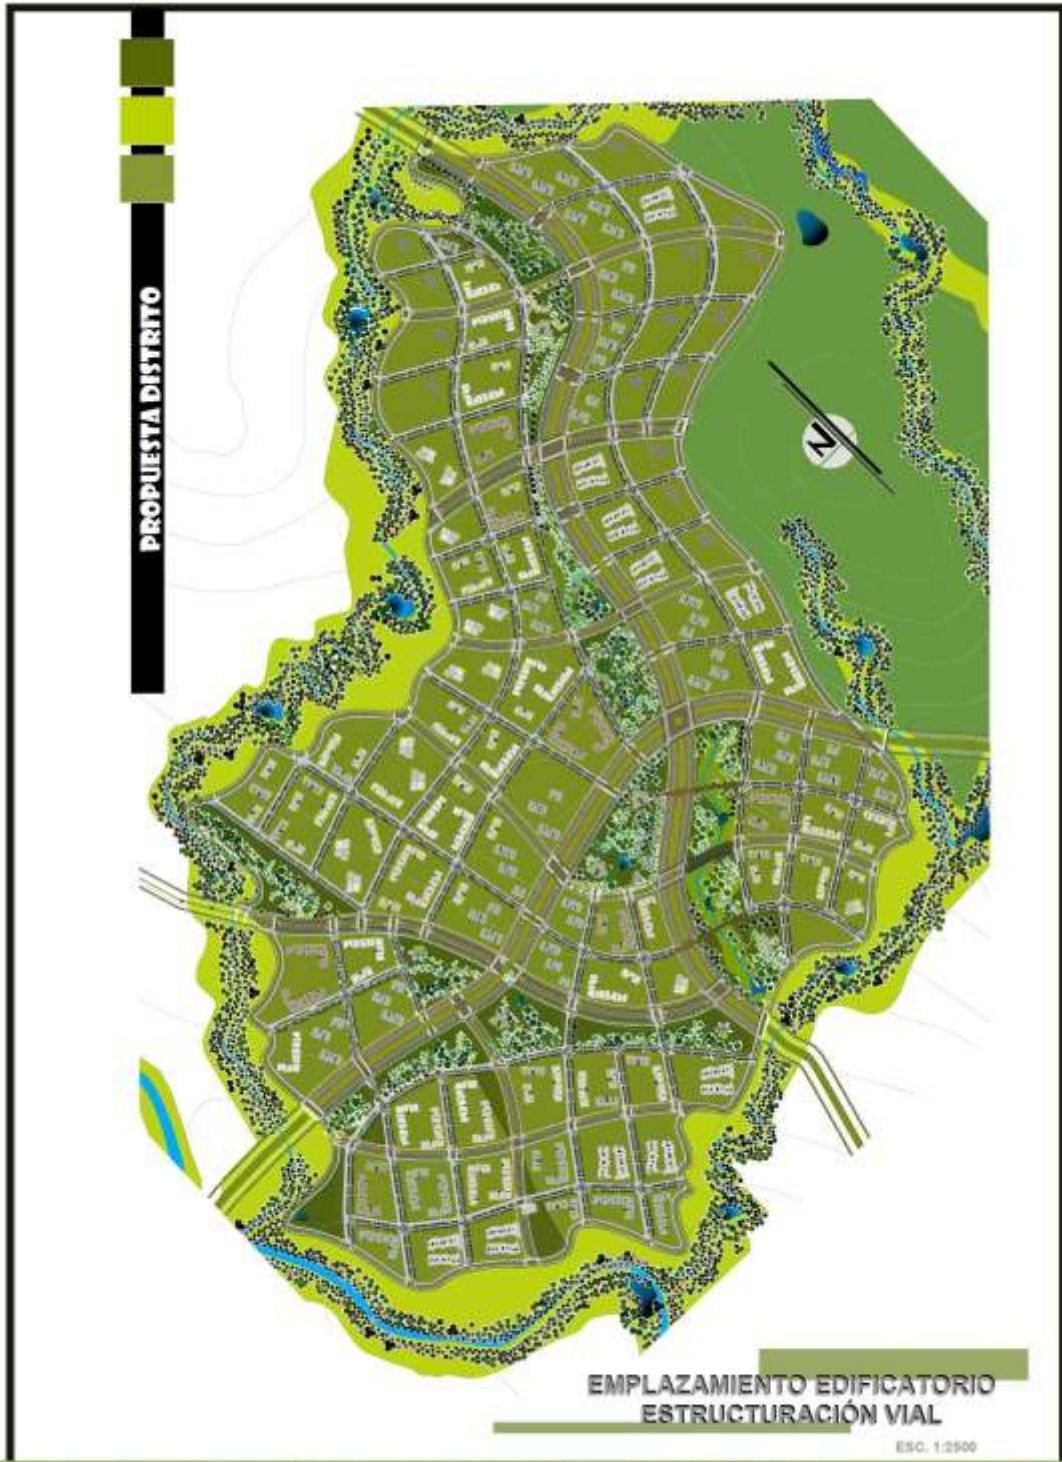 PROPUESTA DISTRITO
N
EMPLAZAMIENTO EDIFICATORIO
ESTRUCTURACIÓN VIAL
ESC. 1:2500